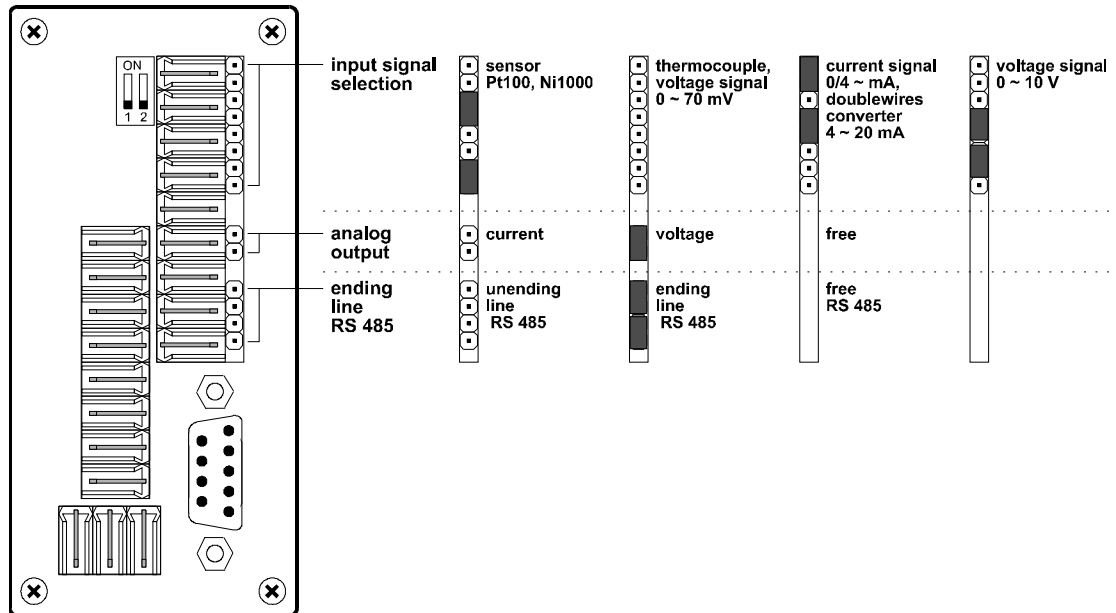 ON
1 2
input signal
selection
sensor
Pt100, Ni1000
thermocouple,
voltage signal
0 ~ 70 mV
current signal
0/4 ~ mA,
doublewires
converter
4 ~ 20 mA
voltage signal
0 ~ 10 V
analog
output
current
voltage
free
ending
line
RS 485
unending
line
RS 485
ending
line
RS 485
free
RS 485